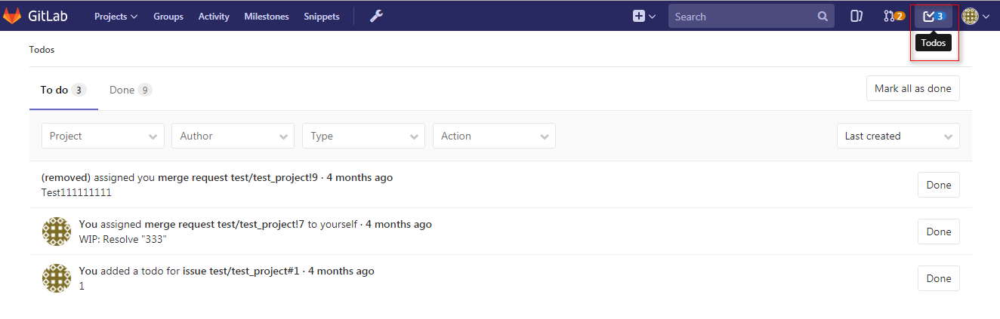 GitLab Projects Groups Activity Milestones Snippets Search 2 3
Todos
Todos
To do 3 Done 9 Mark all as done
Project Author Type Action Last created
(removed) assigned you merge request test/test_project!9 · 4 months ago
Test111111111
Done
You assigned merge request test/test_project!7 to yourself · 4 months ago
WIP: Resolve "333"
Done
You added a todo for issue test/test_project#1 · 4 months ago
1
Done